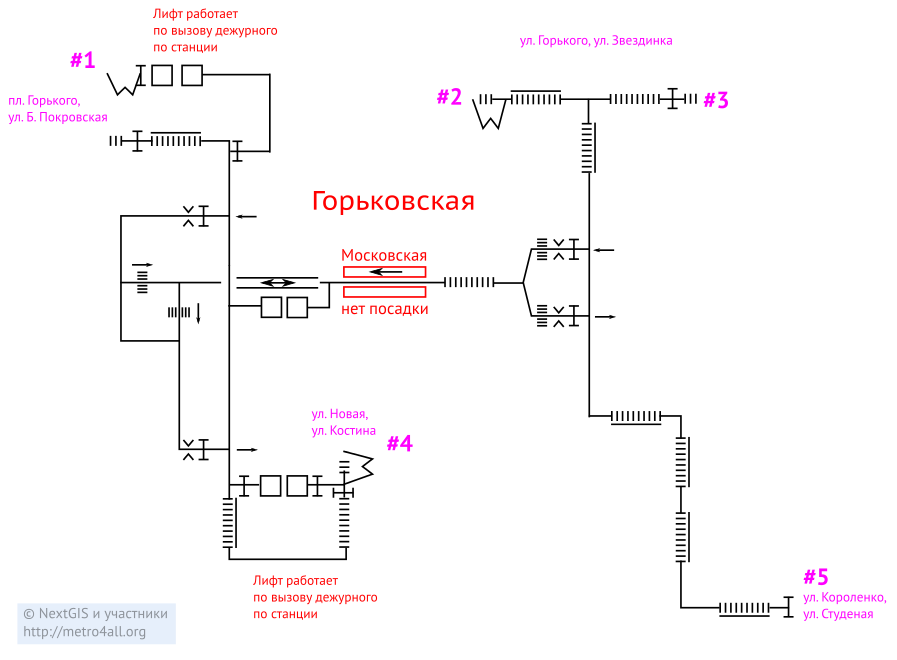 Лифт работает
по вызову дежурного
по станции
#1
пл. Горького,
ул. Б. Покровская
ул. Горького, ул. Звездинка
#2
#3
Горьковская
Московская
нет посадки
ул. Новая,
ул. Костина
#4
Лифт работает
по вызову дежурного
по станции
#5
ул. Короленко,
ул. Студеная
© NextGIS и участники
http://metro4all.org